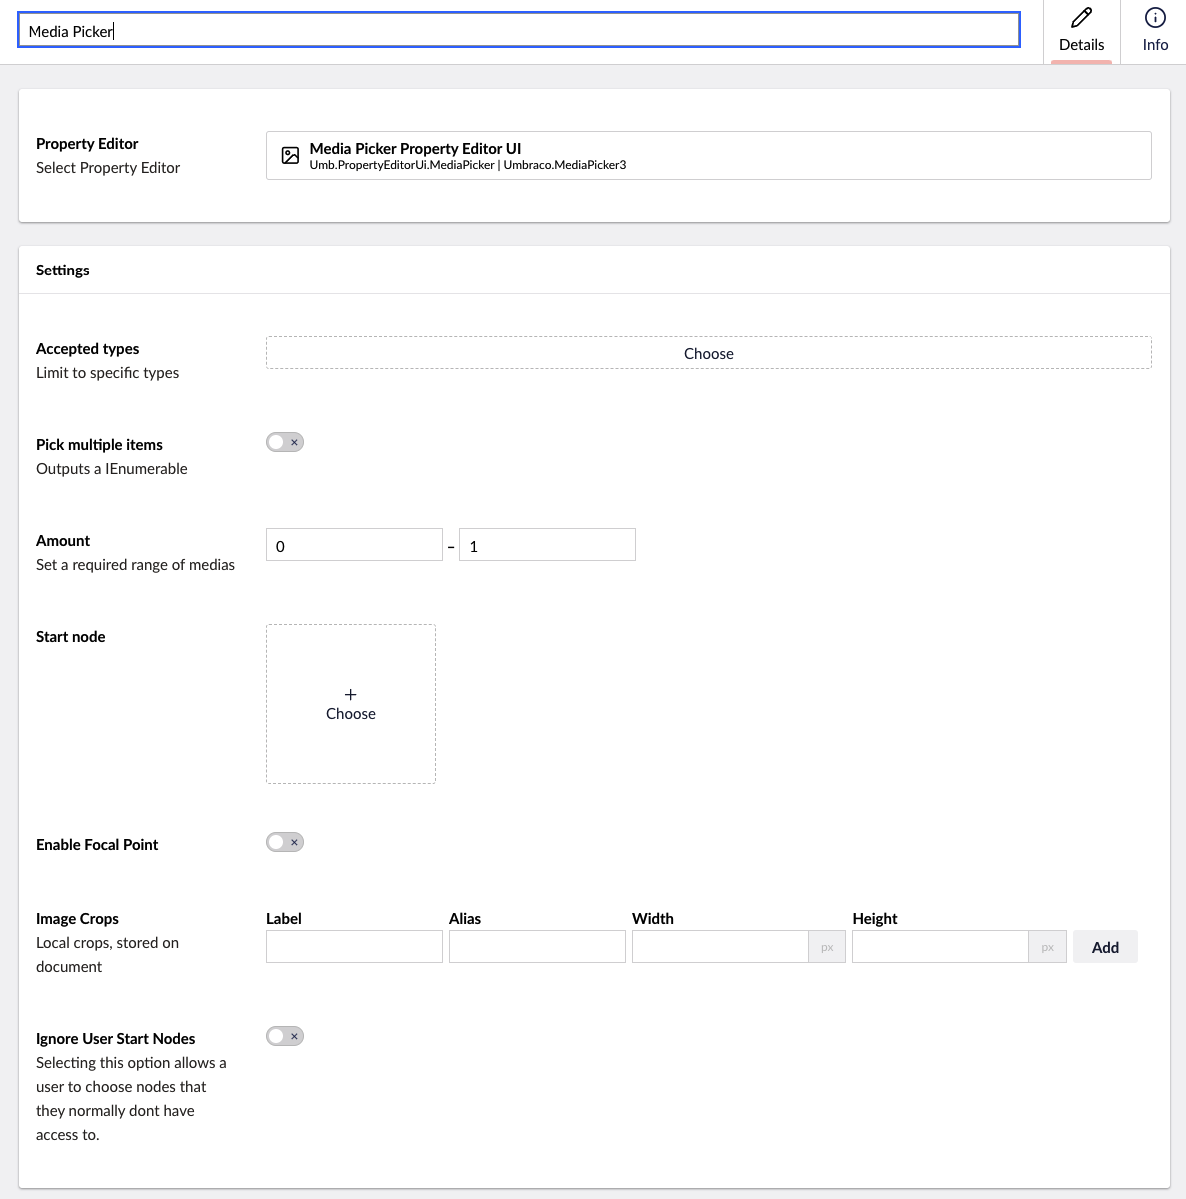 Media Picker
Details
Info
Property Editor
Select Property Editor
Media Picker Property Editor UI
Umb.PropertyEditorUi.MediaPicker | Umbraco.MediaPicker3
Settings
Accepted types
Limit to specific types
Choose
Pick multiple items
Outputs a IEnumerable
Amount
Set a required range of medias
0 – 1
Start node
+
Choose
Enable Focal Point
Image Crops
Local crops, stored on
document
Label Alias Width Height
px px Add
Ignore User Start Nodes
Selecting this option allows a
user to choose nodes that
they normally dont have
access to.